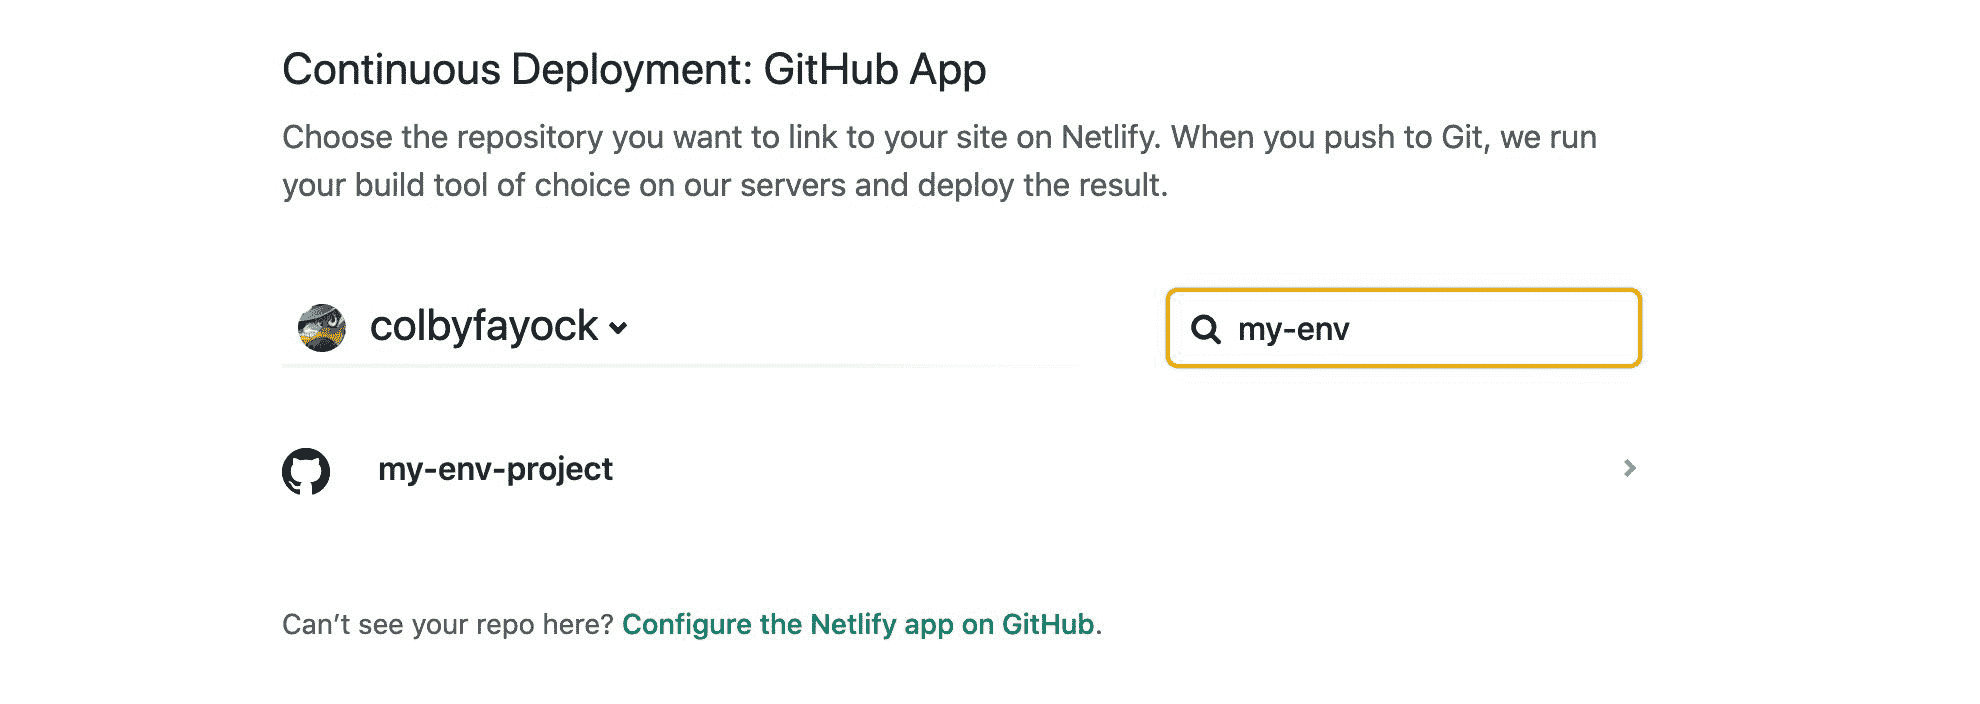 Continuous Deployment: GitHub App
Choose the repository you want to link to your site on Netlify. When you push to Git, we run
your build tool of choice on our servers and deploy the result.
colbyfayock
my-env
my-env-project
Can’t see your repo here? Configure the Netlify app on GitHub.